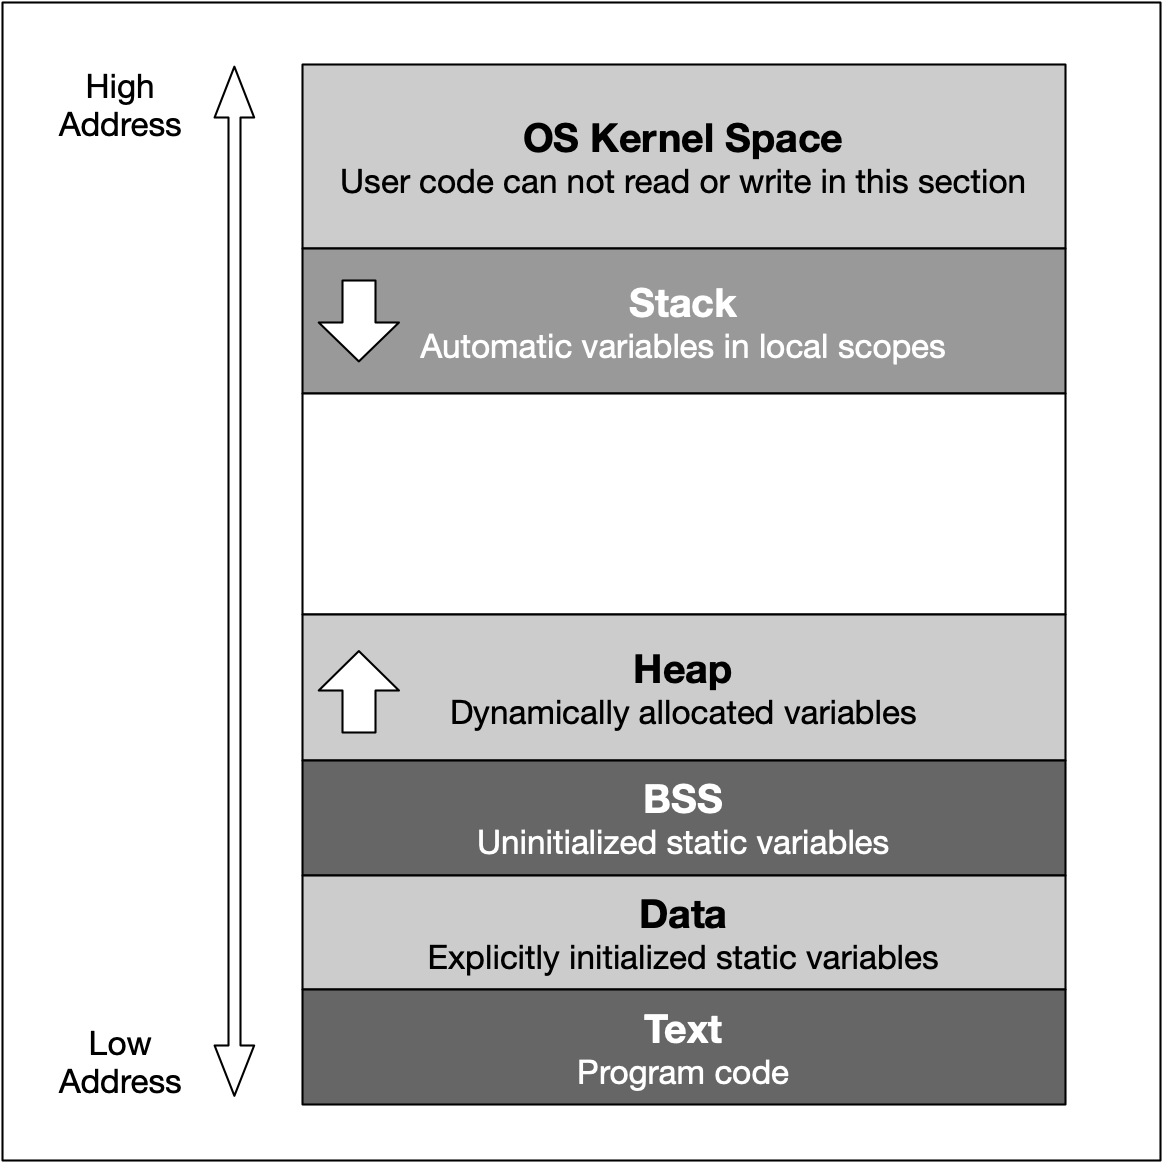 High
Address
OS Kernel Space
User code can not read or write in this section
Stack
Automatic variables in local scopes
Heap
Dynamically allocated variables
BSS
Uninitialized static variables
Data
Explicitly initialized static variables
Text
Program code
Low
Address